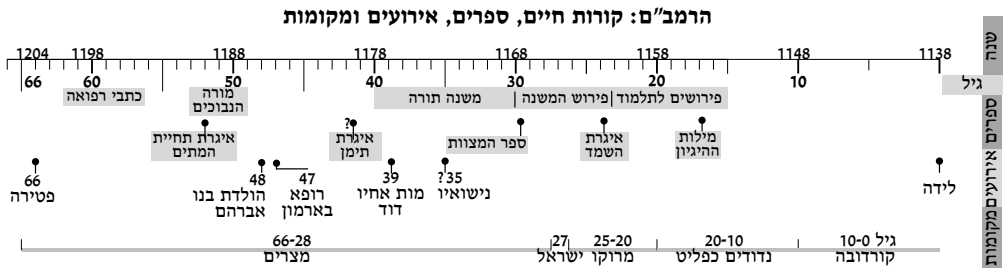 הרמב"ם: קורות חיים, ספרים, אירועים ומקומות
שנה
1138 1148 1158 1168 1178 1188 1198 1204
גיל
10 20 30 40 50 60 66
ספרים
פירושים לתלמוד פירוש המשנה משנה תורה מורה הנבוכים כתבי רפואה
מילות ההיגיון
איגרת השמד
ספר המצוות
?
איגרת תימן
איגרת תחיית המתים
אירועים
לידה
35?
נישואיו
39
מות אחיו
דוד
47
רופא
בארמון
48
הולדת בנו
אברהם
66
פטירה
מקומות
גיל 10-0
קורדובה
20-10
נדודים כפליט
25-20
מרוקו
27
ישראל
66-28
מצרים